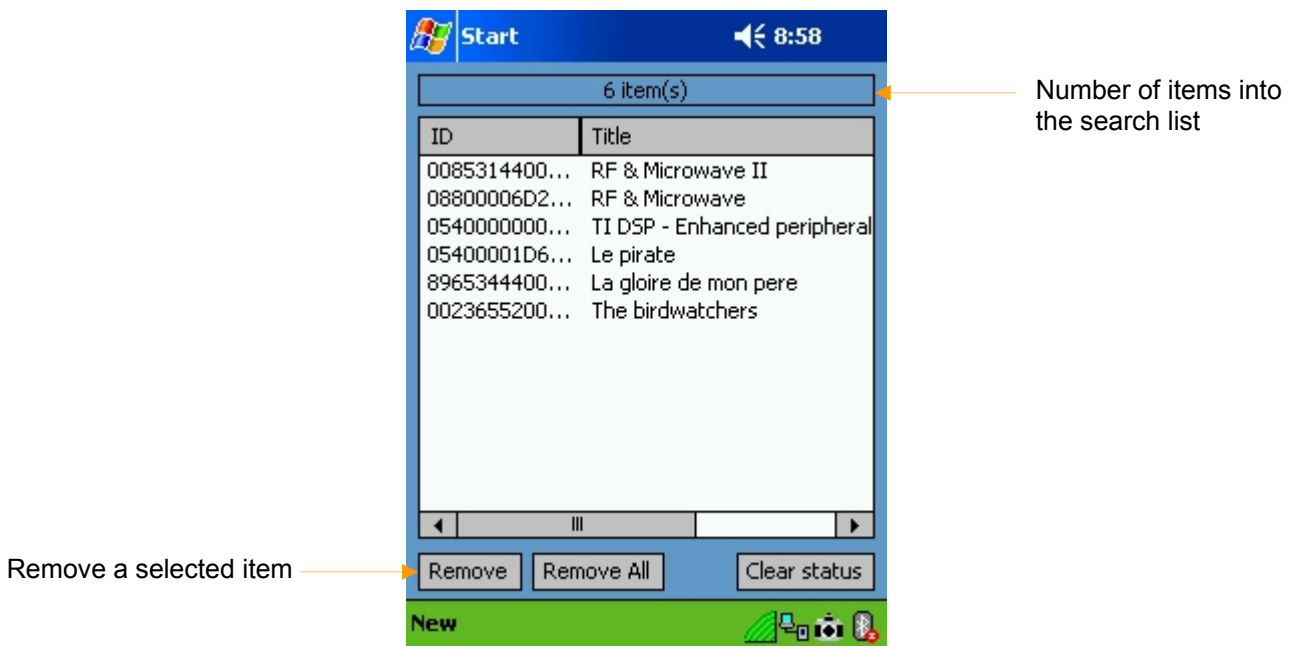 Start 8:58
6 item(s)
Number of items into
the search list
ID Title
0085314400... RF & Microwave II
08800006D2... RF & Microwave
0540000000... TI DSP - Enhanced peripheral
05400001D6... Le pirate
8965344400... La gloire de mon pere
0023655200... The birdwatchers
Remove a selected item
Remove Remove All Clear status
New